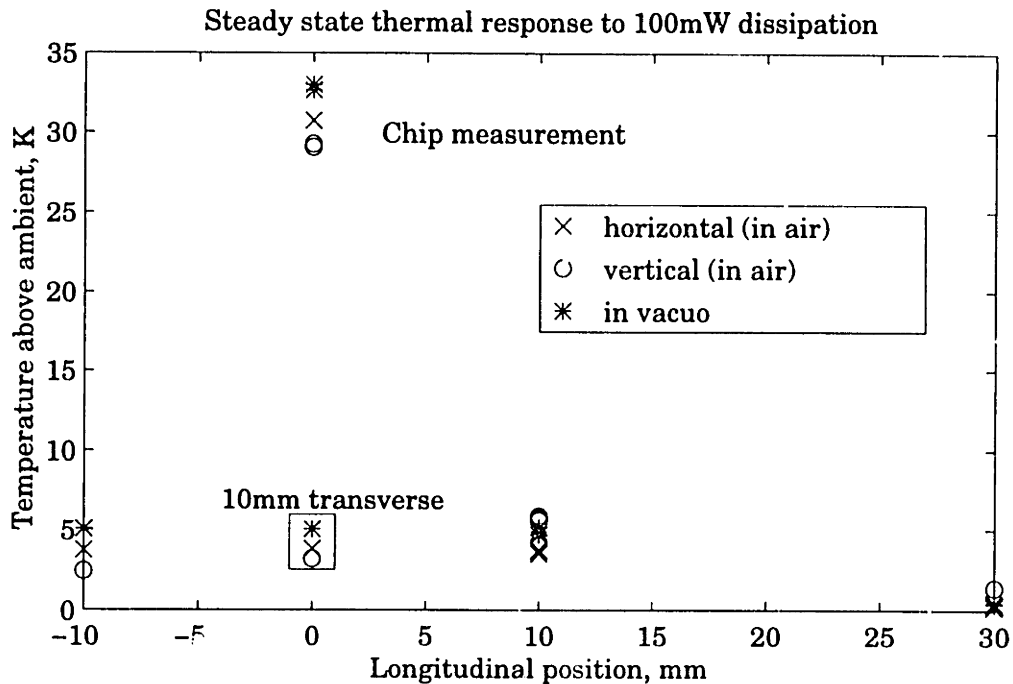 Steady state thermal response to 100mW dissipation
Temperature above ambient, K
35
30
25
20
15
10
5
0
Chip measurement
horizontal (in air)
vertical (in air)
in vacuo
10mm transverse
−10 −5 0 5 10 15 20 25 30
Longitudinal position, mm